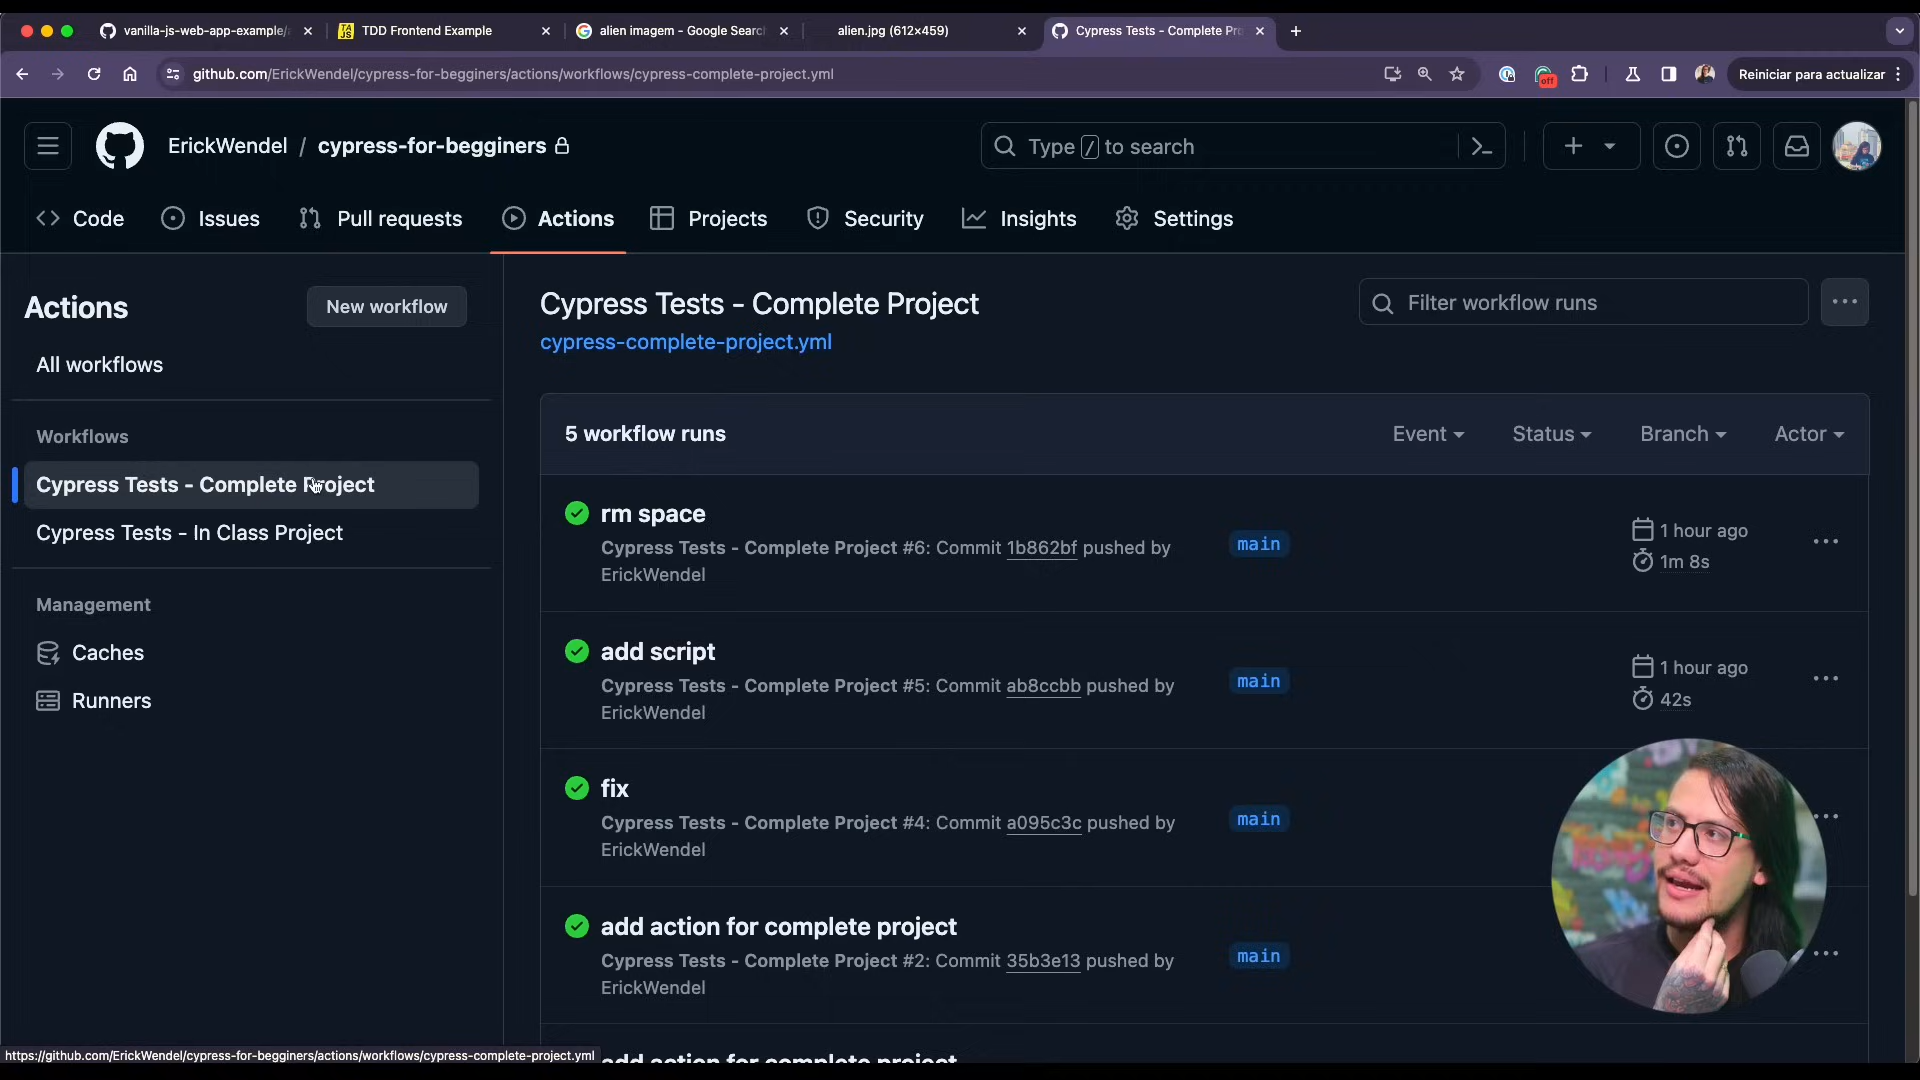 vanilla-js-web-app-example/
TDD Frontend Example
alien imagem - Google Searc
alien.jpg (612×459)
Cypress Tests - Complete Pro
github.com/ErickWendel/cypress-for-begginers/actions/workflows/cypress-complete-project.yml
off
Reiniciar para actualizar
ErickWendel / cypress-for-begginers
Type / to search
Code
Issues
Pull requests
Actions
Projects
Security
Insights
Settings
Actions
New workflow
All workflows
Workflows
Cypress Tests - Complete Project
Cypress Tests - In Class Project
Management
Caches
Runners
Cypress Tests - Complete Project
cypress-complete-project.yml
Filter workflow runs
5 workflow runs
Event
Status
Branch
Actor
rm space
Cypress Tests - Complete Project #6: Commit 1b862bf pushed by
ErickWendel
main
1 hour ago
1m 8s
add script
Cypress Tests - Complete Project #5: Commit ab8ccbb pushed by
ErickWendel
main
1 hour ago
42s
fix
Cypress Tests - Complete Project #4: Commit a095c3c pushed by
ErickWendel
main
add action for complete project
Cypress Tests - Complete Project #2: Commit 35b3e13 pushed by
ErickWendel
main
add action for complete project
https://github.com/ErickWendel/cypress-for-begginers/actions/workflows/cypress-complete-project.yml